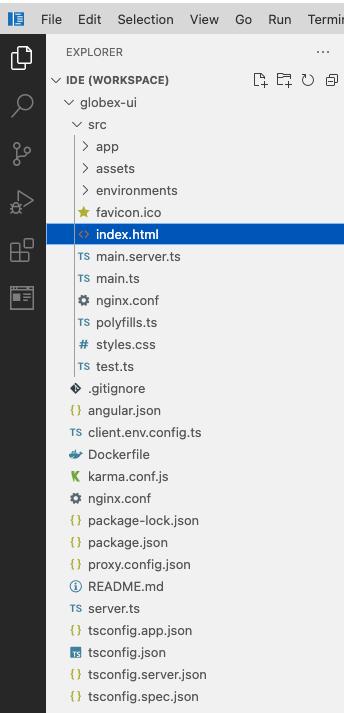 File Edit Selection View Go Run Termin
EXPLORER
IDE (WORKSPACE)
globex-ui
src
app
assets
environments
favicon.ico
index.html
TS main.server.ts
TS main.ts
nginx.conf
TS polyfills.ts
# styles.css
TS test.ts
.gitignore
{ } angular.json
TS client.env.config.ts
Dockerfile
karma.conf.js
nginx.conf
{ } package-lock.json
{ } package.json
{ } proxy.config.json
README.md
TS server.ts
{ } tsconfig.app.json
TS tsconfig.json
{ } tsconfig.server.json
{ } tsconfig.spec.json